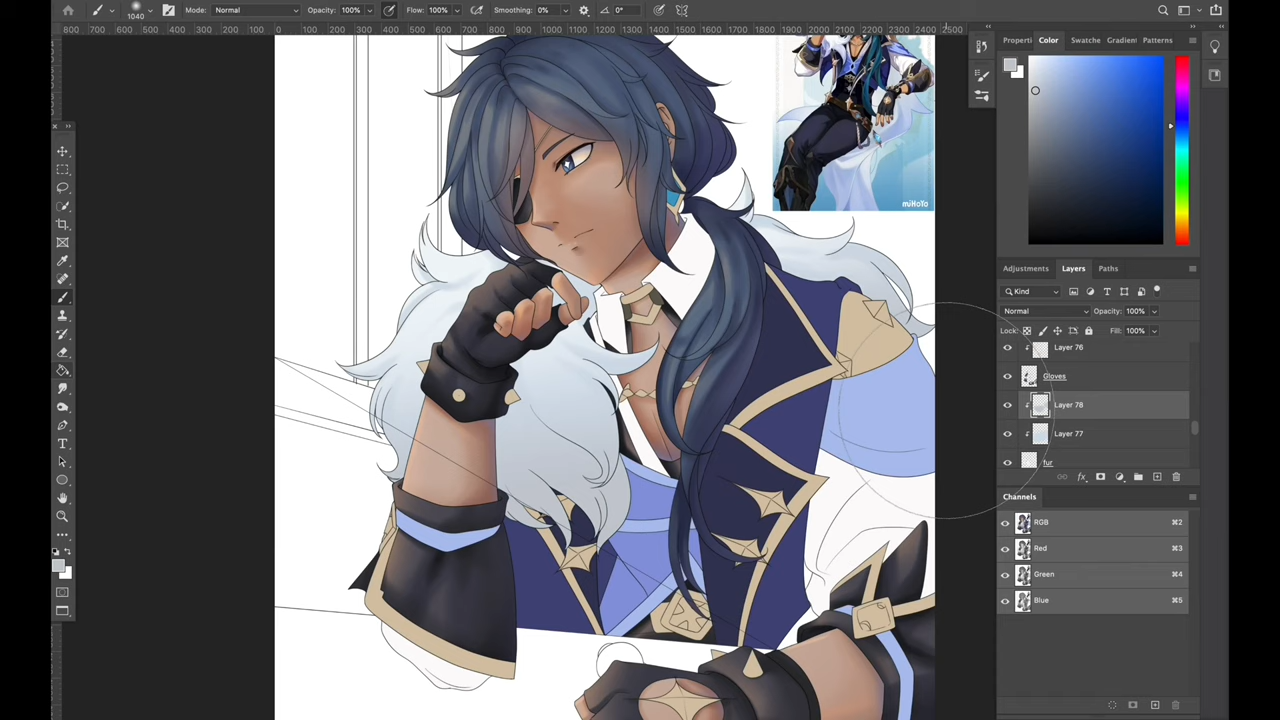 1040
Mode: Normal
Opacity: 100%
Flow: 100%
Smoothing: 0%
0°
800 700 600 500 400 300 200 100 0 100 200 300 400 500 600 700 800 900 1000 1100 1200 1300 1400 1500 1600 1700 1800 1900 2000 2100 2200 2300 2400 2500 2600
miHoYo
Properti Color Swatche Gradien Patterns
Adjustments Layers Paths
Kind
Normal
Opacity: 100%
Lock:
Fill: 100%
Layer 76
Gloves
Layer 78
Layer 77
fur
fx
Channels
RGB ⌘2
Red ⌘3
Green ⌘4
Blue ⌘5